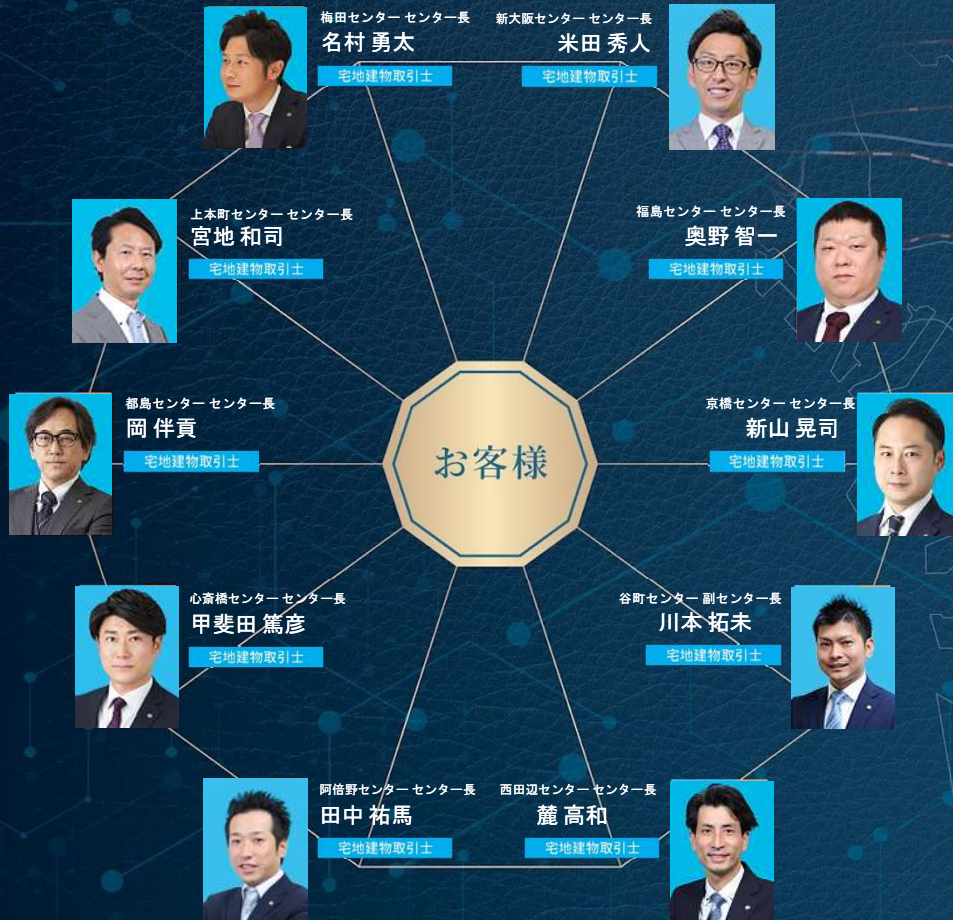 梅田センター センター長
名村 勇太
宅地建物取引士
新大阪センター センター長
米田 秀人
宅地建物取引士
上本町センター センター長
宮地 和司
宅地建物取引士
福島センター センター長
奥野 智一
宅地建物取引士
都島センター センター長
岡 伴貢
宅地建物取引士
お客様
京橋センター センター長
新山 晃司
宅地建物取引士
心斎橋センター センター長
甲斐田 篤彦
宅地建物取引士
谷町センター 副センター長
川本 拓未
宅地建物取引士
阿倍野センター センター長
田中 祐馬
宅地建物取引士
西田辺センター センター長
麓 高和
宅地建物取引士